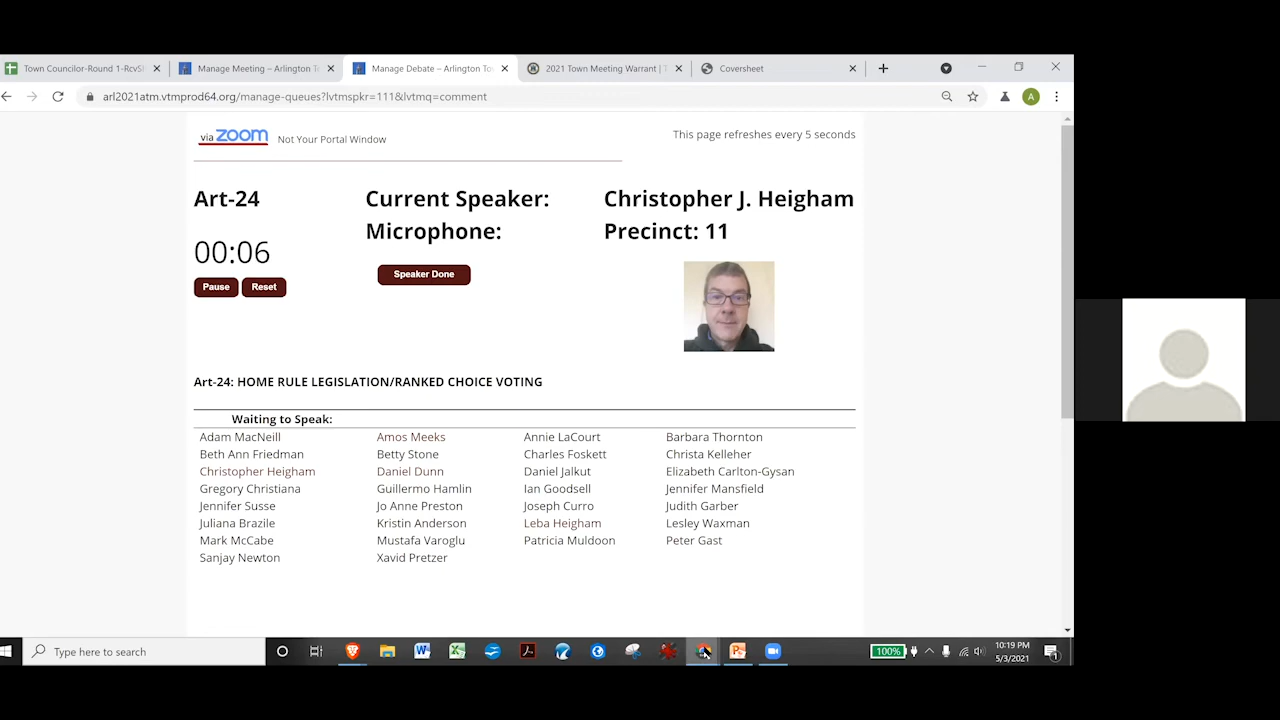 Town Councilor-Round 1-RcvS
Manage Meeting – Arlington T
Manage Debate – Arlington To
2021 Town Meeting Warrant | T
Coversheet
arl2021atm.vtmprod64.org/manage-queues?lvtmspkr=111&lvtmq=comment
A
via zoom Not Your Portal Window
This page refreshes every 5 seconds
Art-24
Current Speaker:
Christopher J. Heigham
Microphone:
Precinct: 11
00:06
Pause
Reset
Speaker Done
Art-24: HOME RULE LEGISLATION/RANKED CHOICE VOTING
Waiting to Speak:
Adam MacNeill Amos Meeks Annie LaCourt Barbara Thornton
Beth Ann Friedman Betty Stone Charles Foskett Christa Kelleher
Christopher Heigham Daniel Dunn Daniel Jalkut Elizabeth Carlton-Gysan
Gregory Christiana Guillermo Hamlin Ian Goodsell Jennifer Mansfield
Jennifer Susse Jo Anne Preston Joseph Curro Judith Garber
Juliana Brazile Kristin Anderson Leba Heigham Lesley Waxman
Mark McCabe Mustafa Varoglu Patricia Muldoon Peter Gast
Sanjay Newton Xavid Pretzer
Type here to search
100%
10:19 PM
5/3/2021
1